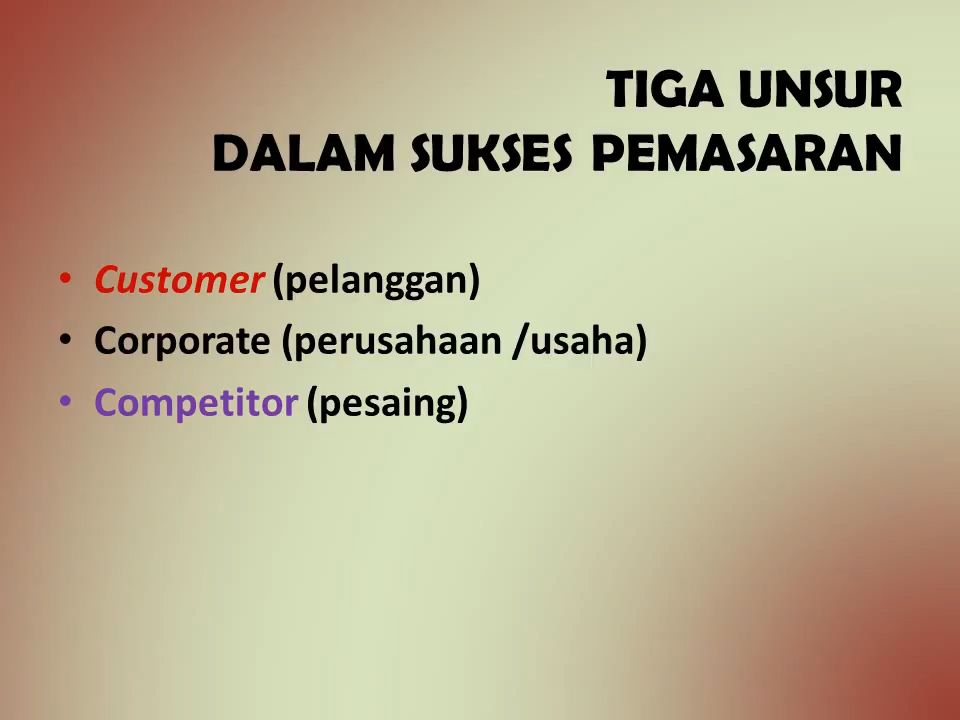 TIGA UNSUR
DALAM SUKSES PEMASARAN
• Customer (pelanggan)
• Corporate (perusahaan /usaha)
• Competitor (pesaing)